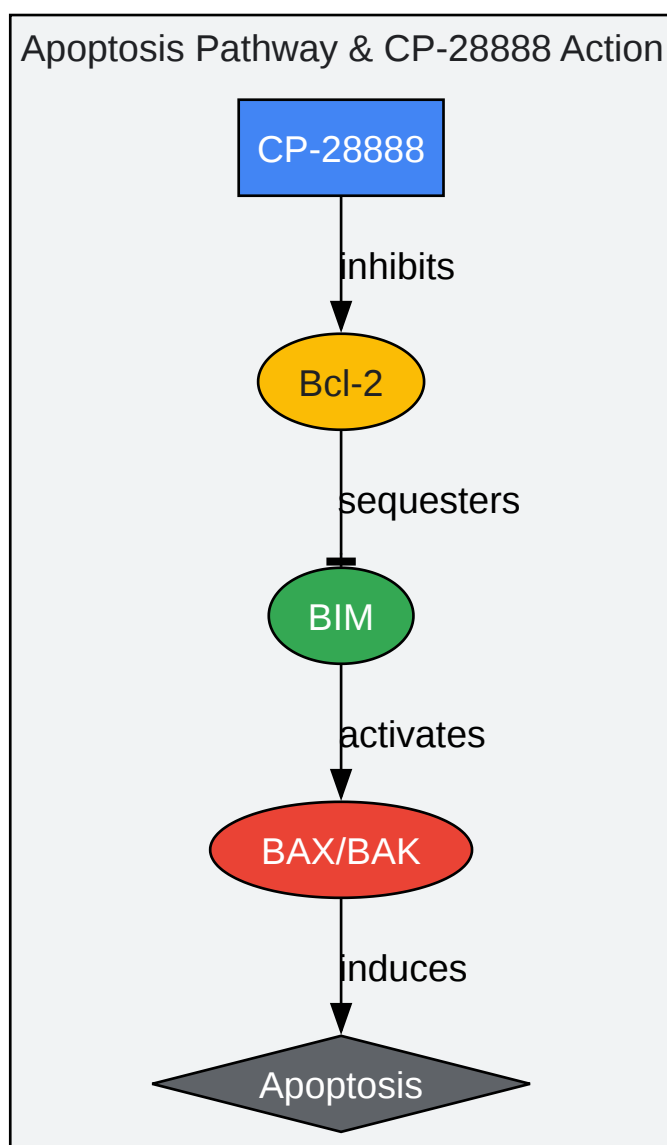 Apoptosis Pathway & CP-28888 Action
CP-28888
inhibits
Bcl-2
sequesters
BIM
activates
BAX/BAK
induces
Apoptosis